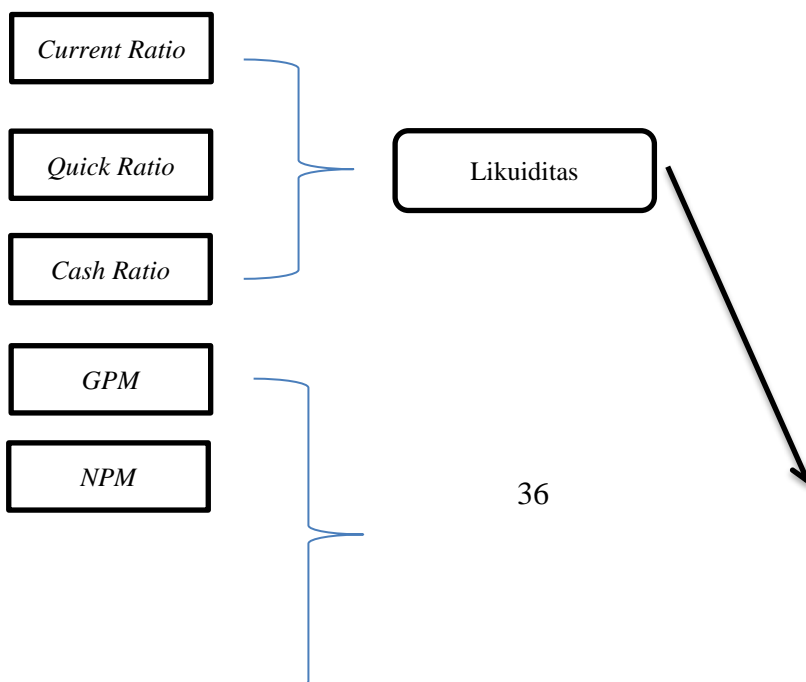 Current Ratio
Quick Ratio
Likuiditas
Cash Ratio
GPM
NPM
36